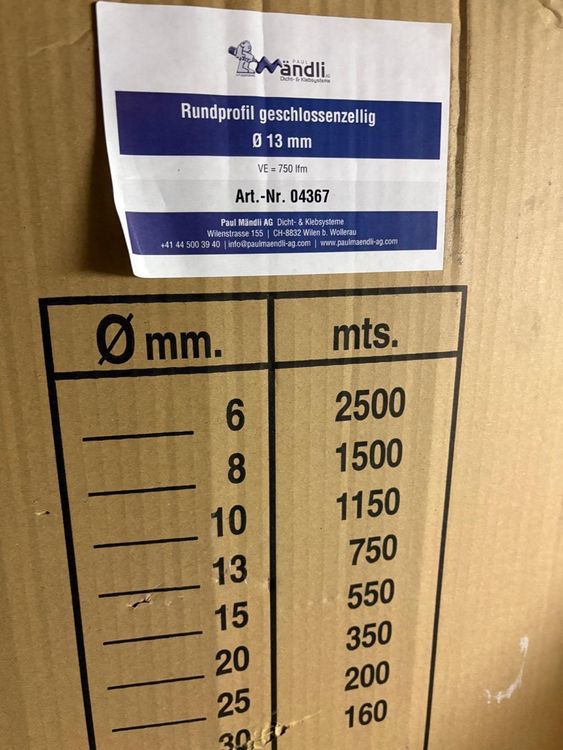 PAUL
Mändli AG
Dicht- & Klebsysteme
Rundprofil geschlossenzellig
Ø 13 mm
VE = 750 lfm
Art.-Nr. 04367
Paul Mändli AG Dicht- & Klebsysteme
Wilenstrasse 155 | CH-8832 Wilen b. Wollerau
+41 44 500 39 40 | info@paulmaendli-ag.com | www.paulmaendli-ag.com
Ø mm. mts.
6 2500
8 1500
10 1150
13 750
15 550
20 350
25 200
30 160